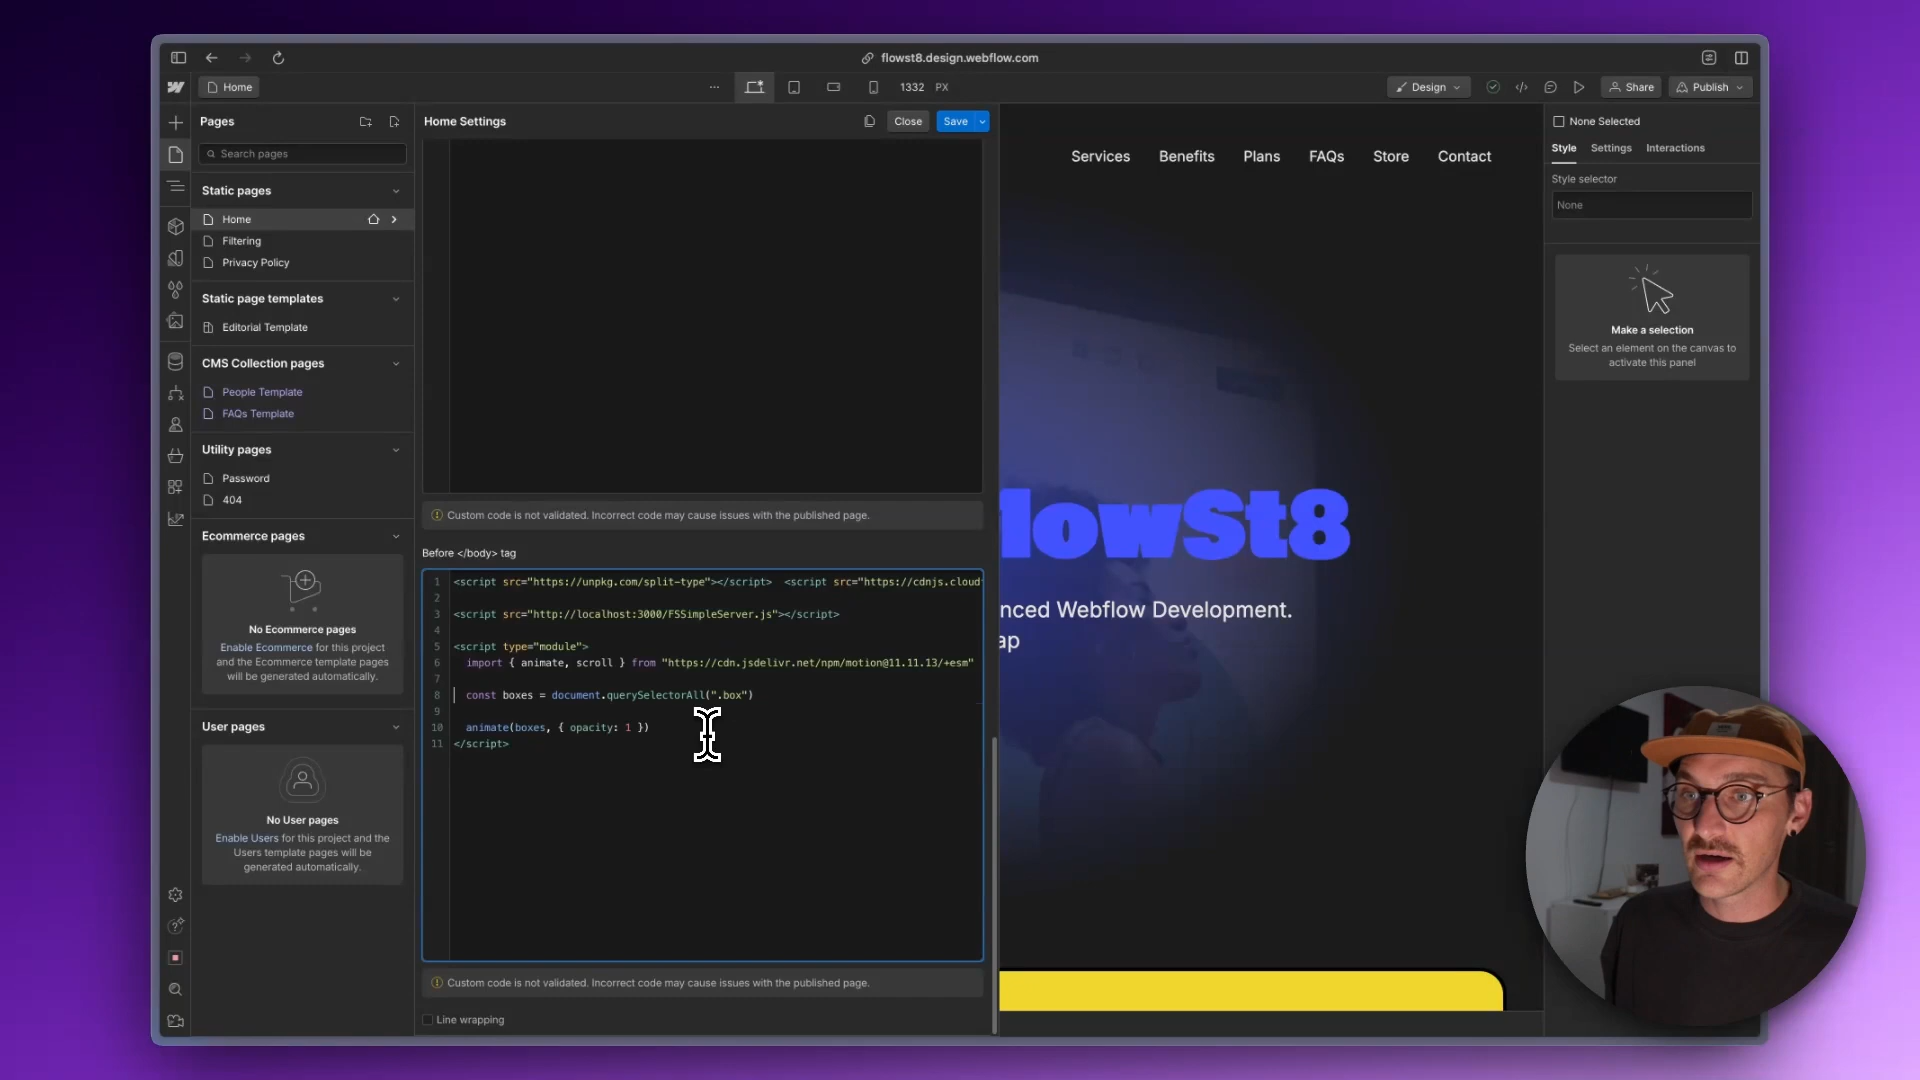 flowst8.design.webflow.com
Home
1332 PX
Design
Share
Publish
Pages
Search pages
Static pages
Home
Filtering
Privacy Policy
Static page templates
Editorial Template
CMS Collection pages
People Template
FAQs Template
Utility pages
Password
404
Ecommerce pages
No Ecommerce pages
Enable Ecommerce for this project
and the Ecommerce template pages
will be generated automatically.
User pages
No User pages
Enable Users for this project and the
Users template pages will be
generated automatically.
Home Settings
Close
Save
Custom code is not validated. Incorrect code may cause issues with the published page.
Before </body> tag
1 <script src="https://unpkg.com/split-type"></script> <script src="https://cdnjs.cloud
2
3 <script src="http://localhost:3000/FSSimpleServer.js"></script>
4
5 <script type="module">
6 import { animate, scroll } from "https://cdn.jsdelivr.net/npm/motion@11.11.13/+esm"
7
8 const boxes = document.querySelectorAll(".box")
9
10 animate(boxes, { opacity: 1 })
11 </script>
Custom code is not validated. Incorrect code may cause issues with the published page.
Line wrapping
Services
Benefits
Plans
FAQs
Store
Contact
lowSt8
nced Webflow Development.
ap
None Selected
Style
Settings
Interactions
Style selector
None
Make a selection
Select an element on the canvas to
activate this panel